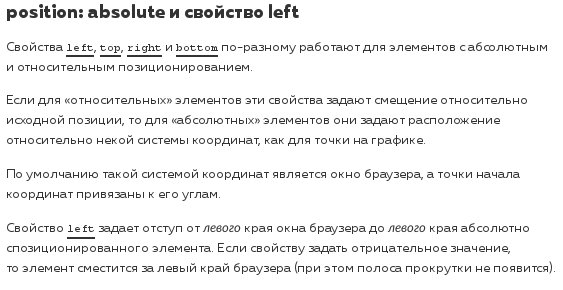 position: absolute и свойство left
Свойства left, top, right и bottom по-разному работают для элементов с абсолютным
и относительным позиционированием.
Если для «относительных» элементов эти свойства задают смещение относительно
исходной позиции, то для «абсолютных» элементов они задают расположение
относительно некой системы координат, как для точки на графике.
По умолчанию такой системой координат является окно браузера, а точки начала
координат привязаны к его углам.
Свойство left задает отступ от левого края окна браузера до левого края абсолютно
спозиционированного элемента. Если свойству задать отрицательное значение,
то элемент сместится за левый край браузера (при этом полоса прокрутки не появится).